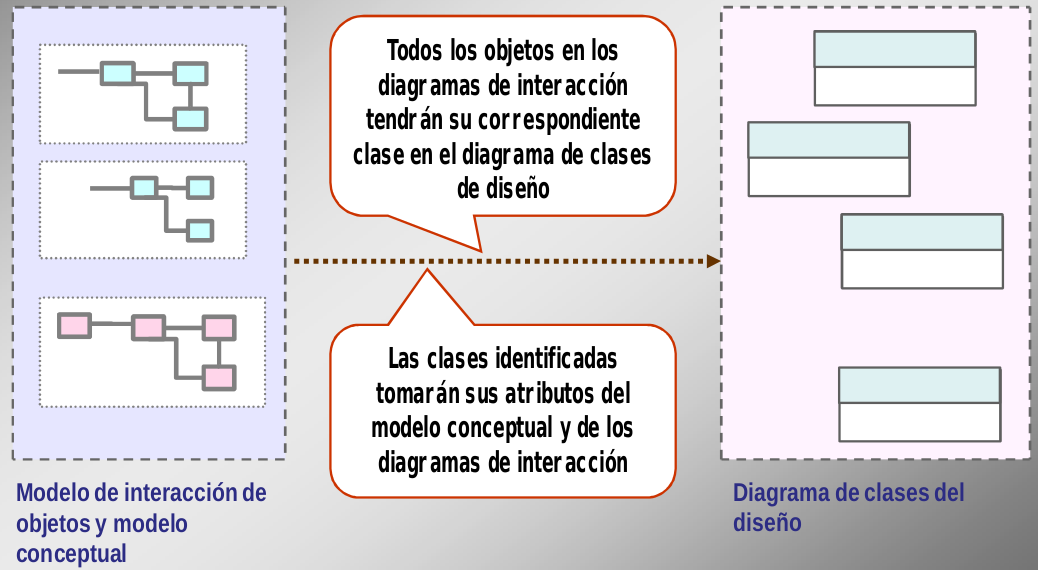 Todos los objetos en los
diagramas de interacción
tendrán su correspondiente
clase en el diagrama de clases
de diseño
Las clases identificadas
tomarán sus atributos del
modelo conceptual y de los
diagramas de interacción
Modelo de interacción de
objetos y modelo
conceptual
Diagrama de clases del
diseño